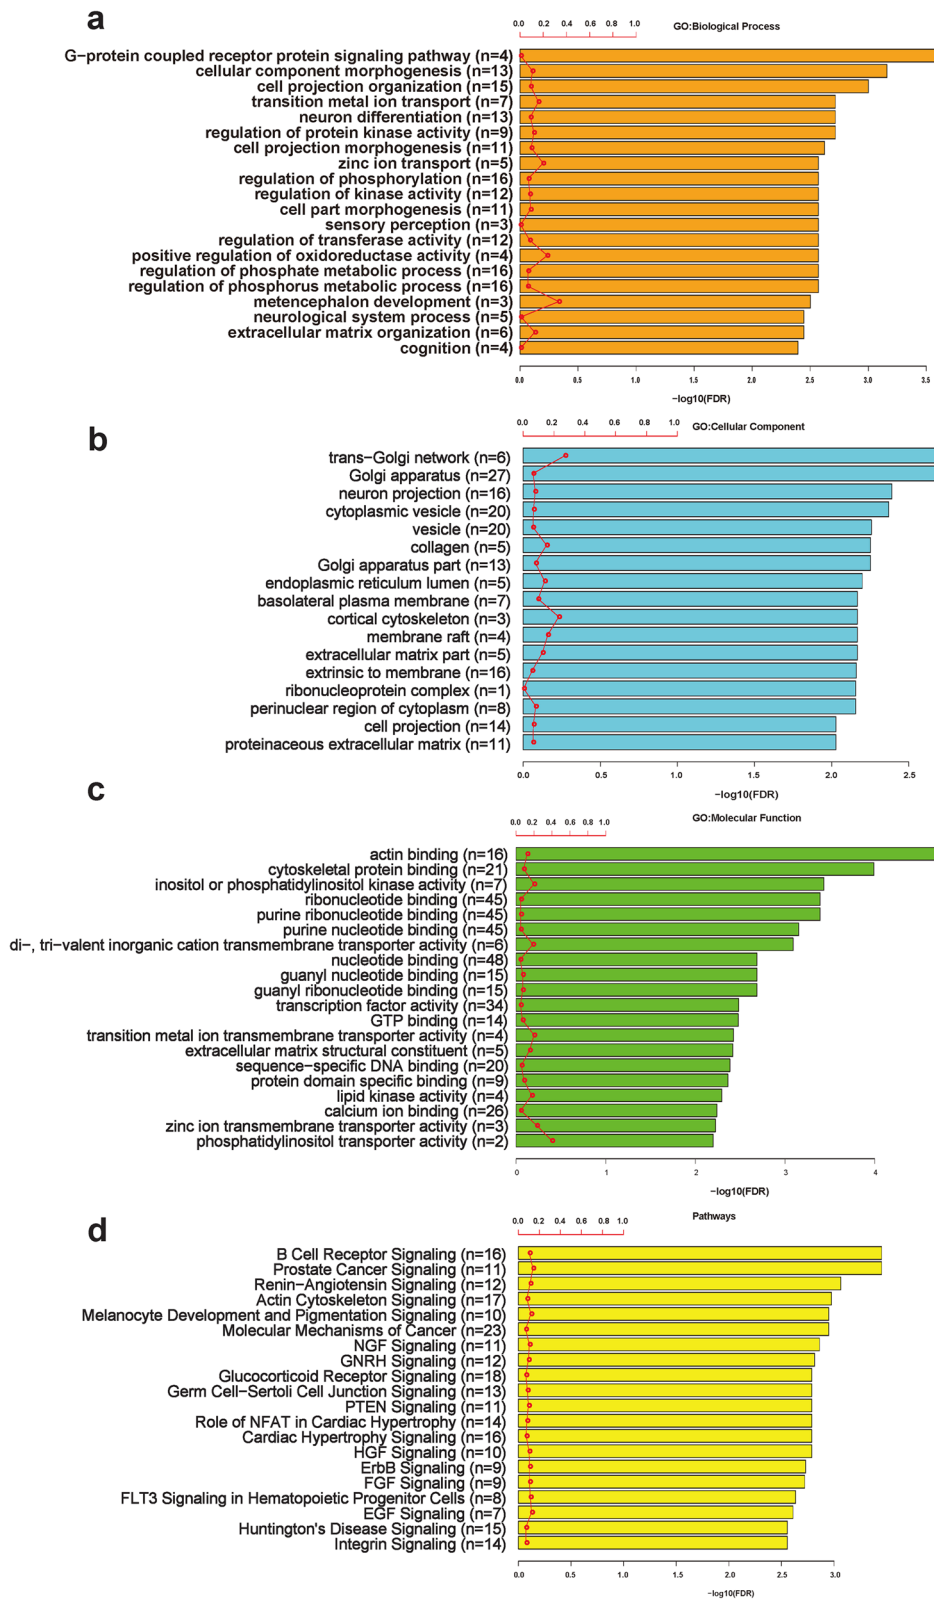 a
GO:Biological Process
0.0 0.2 0.4 0.6 0.8 1.0
G−protein coupled receptor protein signaling pathway (n=4)
cellular component morphogenesis (n=13)
cell projection organization (n=15)
transition metal ion transport (n=7)
neuron differentiation (n=13)
regulation of protein kinase activity (n=9)
cell projection morphogenesis (n=11)
zinc ion transport (n=5)
regulation of phosphorylation (n=16)
regulation of kinase activity (n=12)
cell part morphogenesis (n=11)
sensory perception (n=3)
regulation of transferase activity (n=12)
positive regulation of oxidoreductase activity (n=4)
regulation of phosphate metabolic process (n=16)
regulation of phosphorus metabolic process (n=16)
metencephalon development (n=3)
neurological system process (n=5)
extracellular matrix organization (n=6)
cognition (n=4)
0.0 0.5 1.0 1.5 2.0 2.5 3.0 3.5
−log10(FDR)
b
GO:Cellular Component
0.0 0.2 0.4 0.6 0.8 1.0
trans−Golgi network (n=6)
Golgi apparatus (n=27)
neuron projection (n=16)
cytoplasmic vesicle (n=20)
vesicle (n=20)
collagen (n=5)
Golgi apparatus part (n=13)
endoplasmic reticulum lumen (n=5)
basolateral plasma membrane (n=7)
cortical cytoskeleton (n=3)
membrane raft (n=4)
extracellular matrix part (n=5)
extrinsic to membrane (n=16)
ribonucleoprotein complex (n=1)
perinuclear region of cytoplasm (n=8)
cell projection (n=14)
proteinaceous extracellular matrix (n=11)
0.0 0.5 1.0 1.5 2.0 2.5
−log10(FDR)
c
GO:Molecular Function
0.0 0.2 0.4 0.6 0.8 1.0
actin binding (n=16)
cytoskeletal protein binding (n=21)
inositol or phosphatidylinositol kinase activity (n=7)
ribonucleotide binding (n=45)
purine ribonucleotide binding (n=45)
purine nucleotide binding (n=45)
di−, tri−valent inorganic cation transmembrane transporter activity (n=6)
nucleotide binding (n=48)
guanyl nucleotide binding (n=15)
guanyl ribonucleotide binding (n=15)
transcription factor activity (n=34)
GTP binding (n=14)
transition metal ion transmembrane transporter activity (n=4)
extracellular matrix structural constituent (n=5)
sequence−specific DNA binding (n=20)
protein domain specific binding (n=9)
lipid kinase activity (n=4)
calcium ion binding (n=26)
zinc ion transmembrane transporter activity (n=3)
phosphatidylinositol transporter activity (n=2)
0 1 2 3 4
−log10(FDR)
d
Pathways
0.0 0.2 0.4 0.6 0.8 1.0
B Cell Receptor Signaling (n=16)
Prostate Cancer Signaling (n=11)
Renin−Angiotensin Signaling (n=12)
Actin Cytoskeleton Signaling (n=17)
Melanocyte Development and Pigmentation Signaling (n=10)
Molecular Mechanisms of Cancer (n=23)
NGF Signaling (n=11)
GNRH Signaling (n=12)
Glucocorticoid Receptor Signaling (n=18)
Germ Cell−Sertoli Cell Junction Signaling (n=13)
PTEN Signaling (n=11)
Role of NFAT in Cardiac Hypertrophy (n=14)
Cardiac Hypertrophy Signaling (n=16)
HGF Signaling (n=10)
ErbB Signaling (n=9)
FGF Signaling (n=9)
FLT3 Signaling in Hematopoietic Progenitor Cells (n=8)
EGF Signaling (n=7)
Huntington's Disease Signaling (n=15)
Integrin Signaling (n=14)
0.0 0.5 1.0 1.5 2.0 2.5 3.0
−log10(FDR)